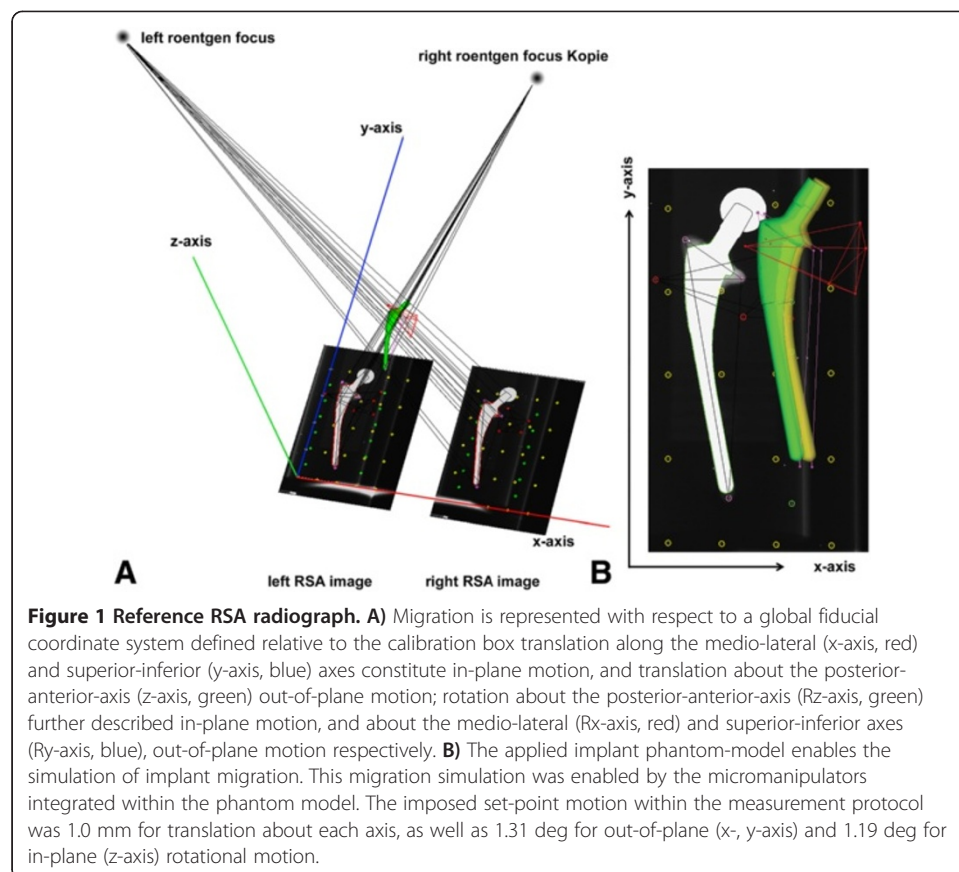 left roentgen focus
right roentgen focus Kopie
y-axis
z-axis
y-axis
x-axis
x-axis
A
left RSA image
right RSA image
B
Figure 1 Reference RSA radiograph. A) Migration is represented with respect to a global fiducial
coordinate system defined relative to the calibration box translation along the medio-lateral (x-axis, red)
and superior-inferior (y-axis, blue) axes constitute in-plane motion, and translation about the posterior-
anterior-axis (z-axis, green) out-of-plane motion; rotation about the posterior-anterior-axis (Rz-axis, green)
further described in-plane motion, and about the medio-lateral (Rx-axis, red) and superior-inferior axes
(Ry-axis, blue), out-of-plane motion respectively. B) The applied implant phantom-model enables the
simulation of implant migration. This migration simulation was enabled by the micromanipulators
integrated within the phantom model. The imposed set-point motion within the measurement protocol
was 1.0 mm for translation about each axis, as well as 1.31 deg for out-of-plane (x-, y-axis) and 1.19 deg for
in-plane (z-axis) rotational motion.